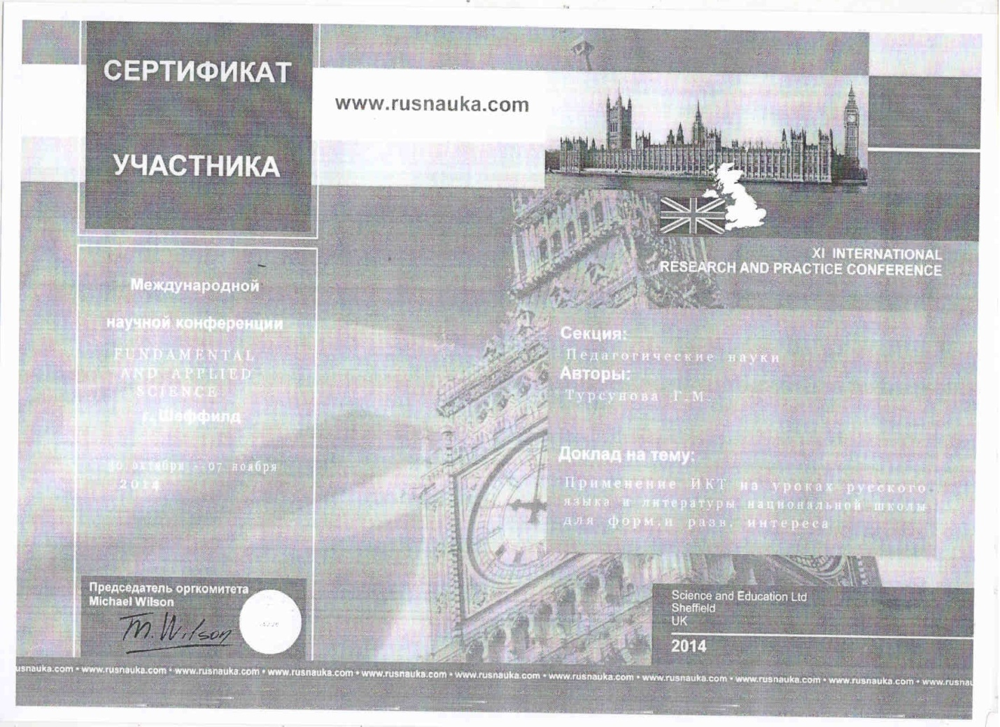 СЕРТИФИКАТ
УЧАСТНИКА
www.rusnauka.com
XI INTERNATIONAL
RESEARCH AND PRACTICE CONFERENCE
Международной
научной конференции
FUNDAMENTAL
AND APPLIED
SCIENCE
г. Шеффилд
30 октября - 07 ноября
2014
Секция:
Педагогические науки
Авторы:
Турсунова Г.М.
Доклад на тему:
Применение ИКТ на уроках русского
языка и литературы национальной школы
для форм.и разв. интереса
Председатель оргкомитета
Michael Wilson
M. Wilson
Science and Education Ltd
Sheffield
UK
2014
usnauka.com • www.rusnauka.com • www.rusnauka.com • www.rusnauka.com • www.rusnauka.com • www.rusnauka.com • www.rusnauka.com • www.rusnauka.com • www.rusnauka.com • www.rusnauka.com • www.rusnau